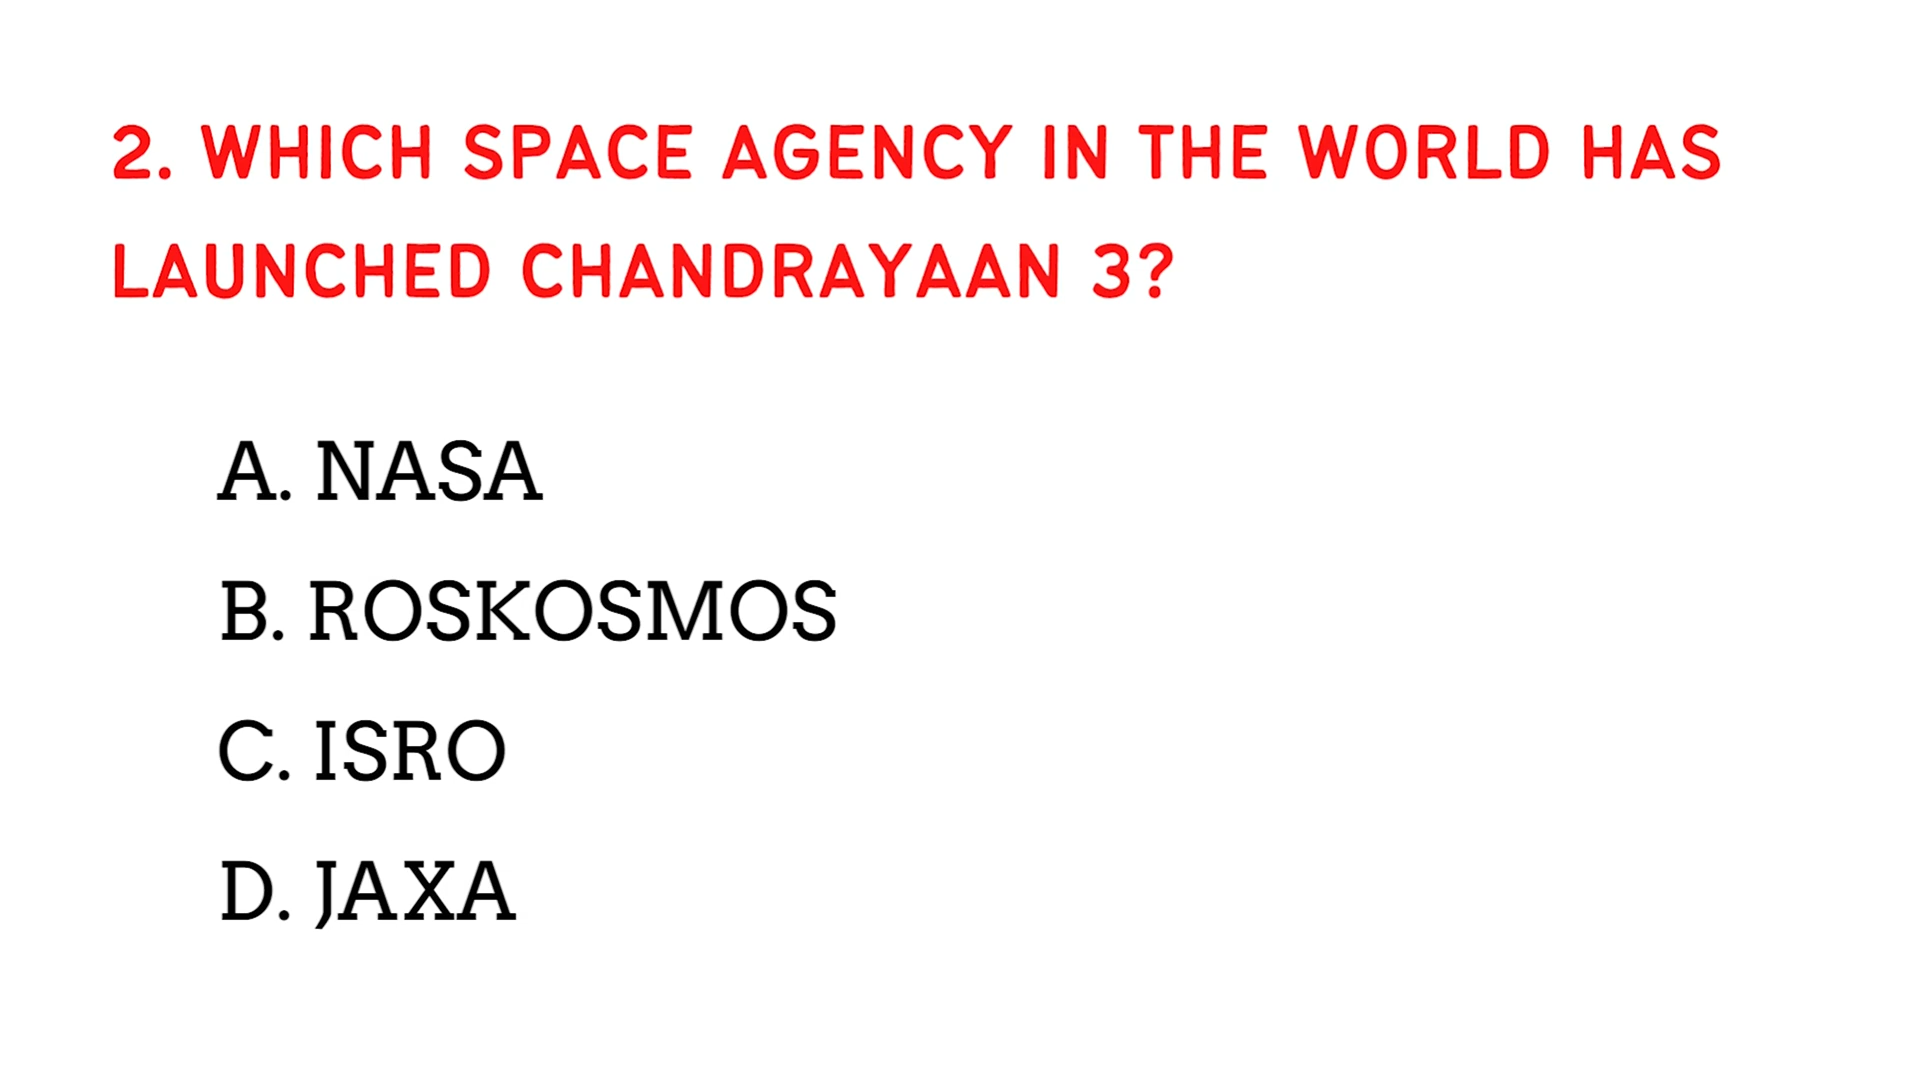 2. WHICH SPACE AGENCY IN THE WORLD HAS
LAUNCHED CHANDRAYAAN 3?
A. NASA
B. ROSKOSMOS
C. ISRO
D. JAXA